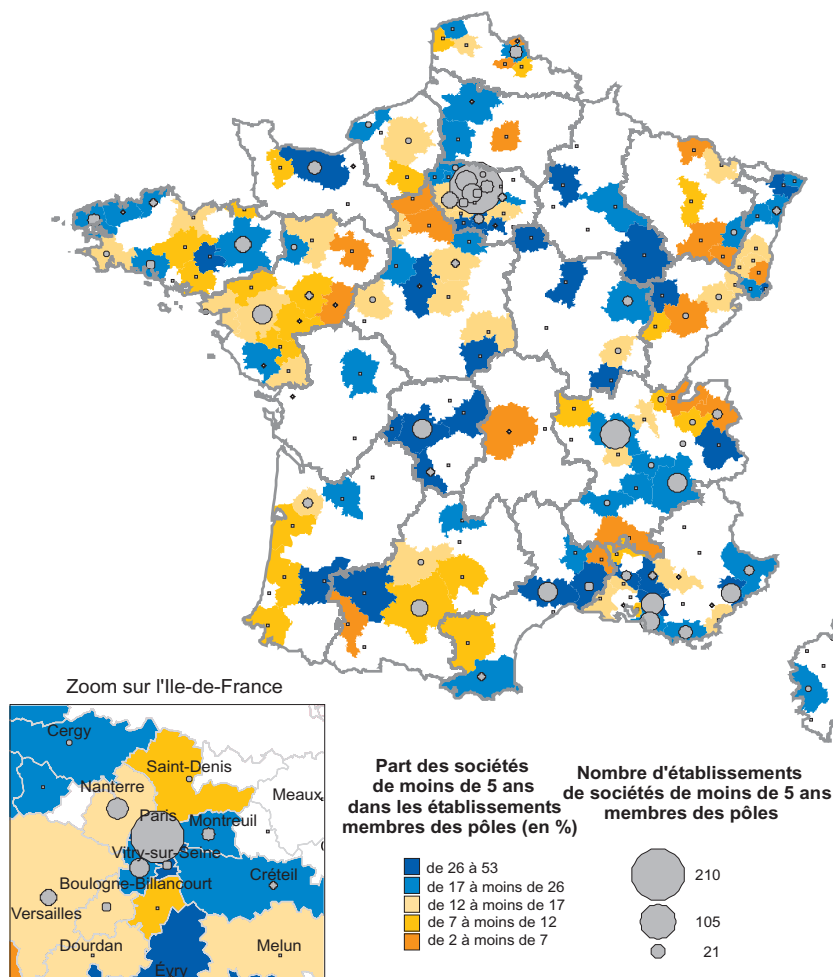 Zoom sur l'Ile-de-France
Cergy
Saint-Denis
Nanterre
Meaux
Paris
Montreuil
Vitry-sur-Seine
Boulogne-Billancourt
Créteil
Versailles
Dourdan
Melun
Évry
Part des sociétés
de moins de 5 ans
dans les établissements
membres des pôles (en %)
de 26 à 53
de 17 à moins de 26
de 12 à moins de 17
de 7 à moins de 12
de 2 à moins de 7
Nombre d'établissements
de sociétés de moins de 5 ans
membres des pôles
210
105
21